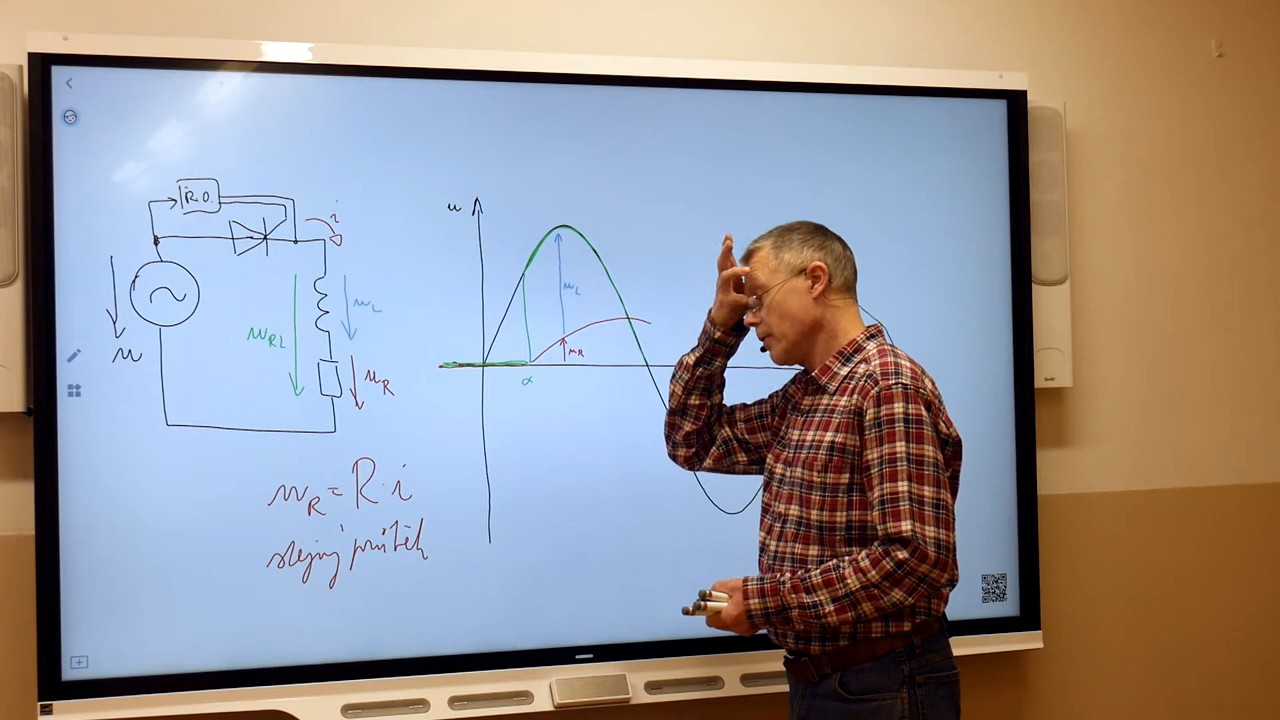 R.O.
i
u
u
u_L
u_RL
u_R
u_L
u_R
α
u_R = R · i
stejný průběh